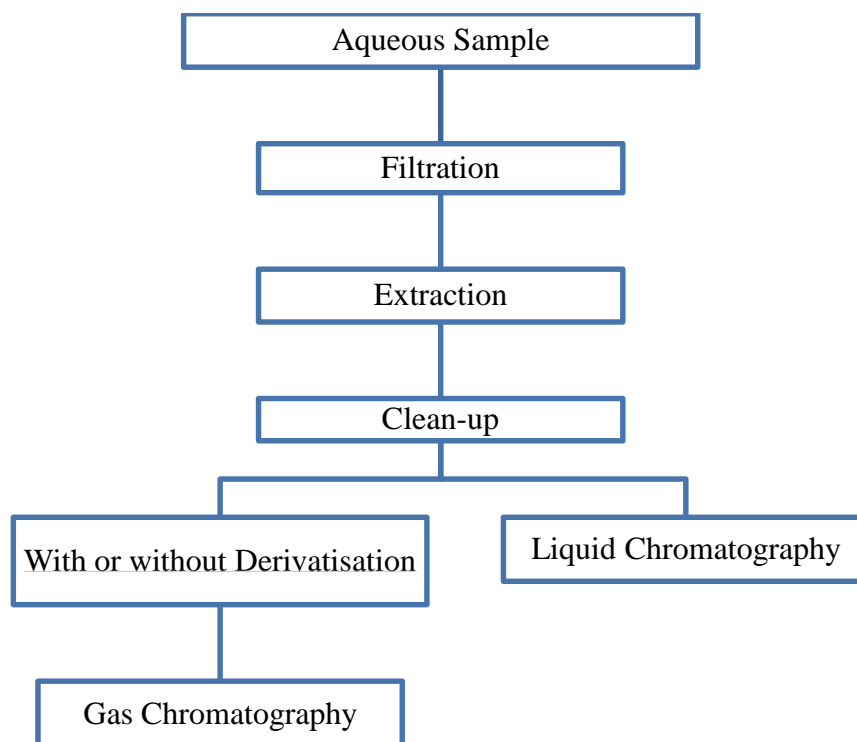 Aqueous Sample
Filtration
Extraction
Clean-up
With or without Derivatisation
Liquid Chromatography
Gas Chromatography